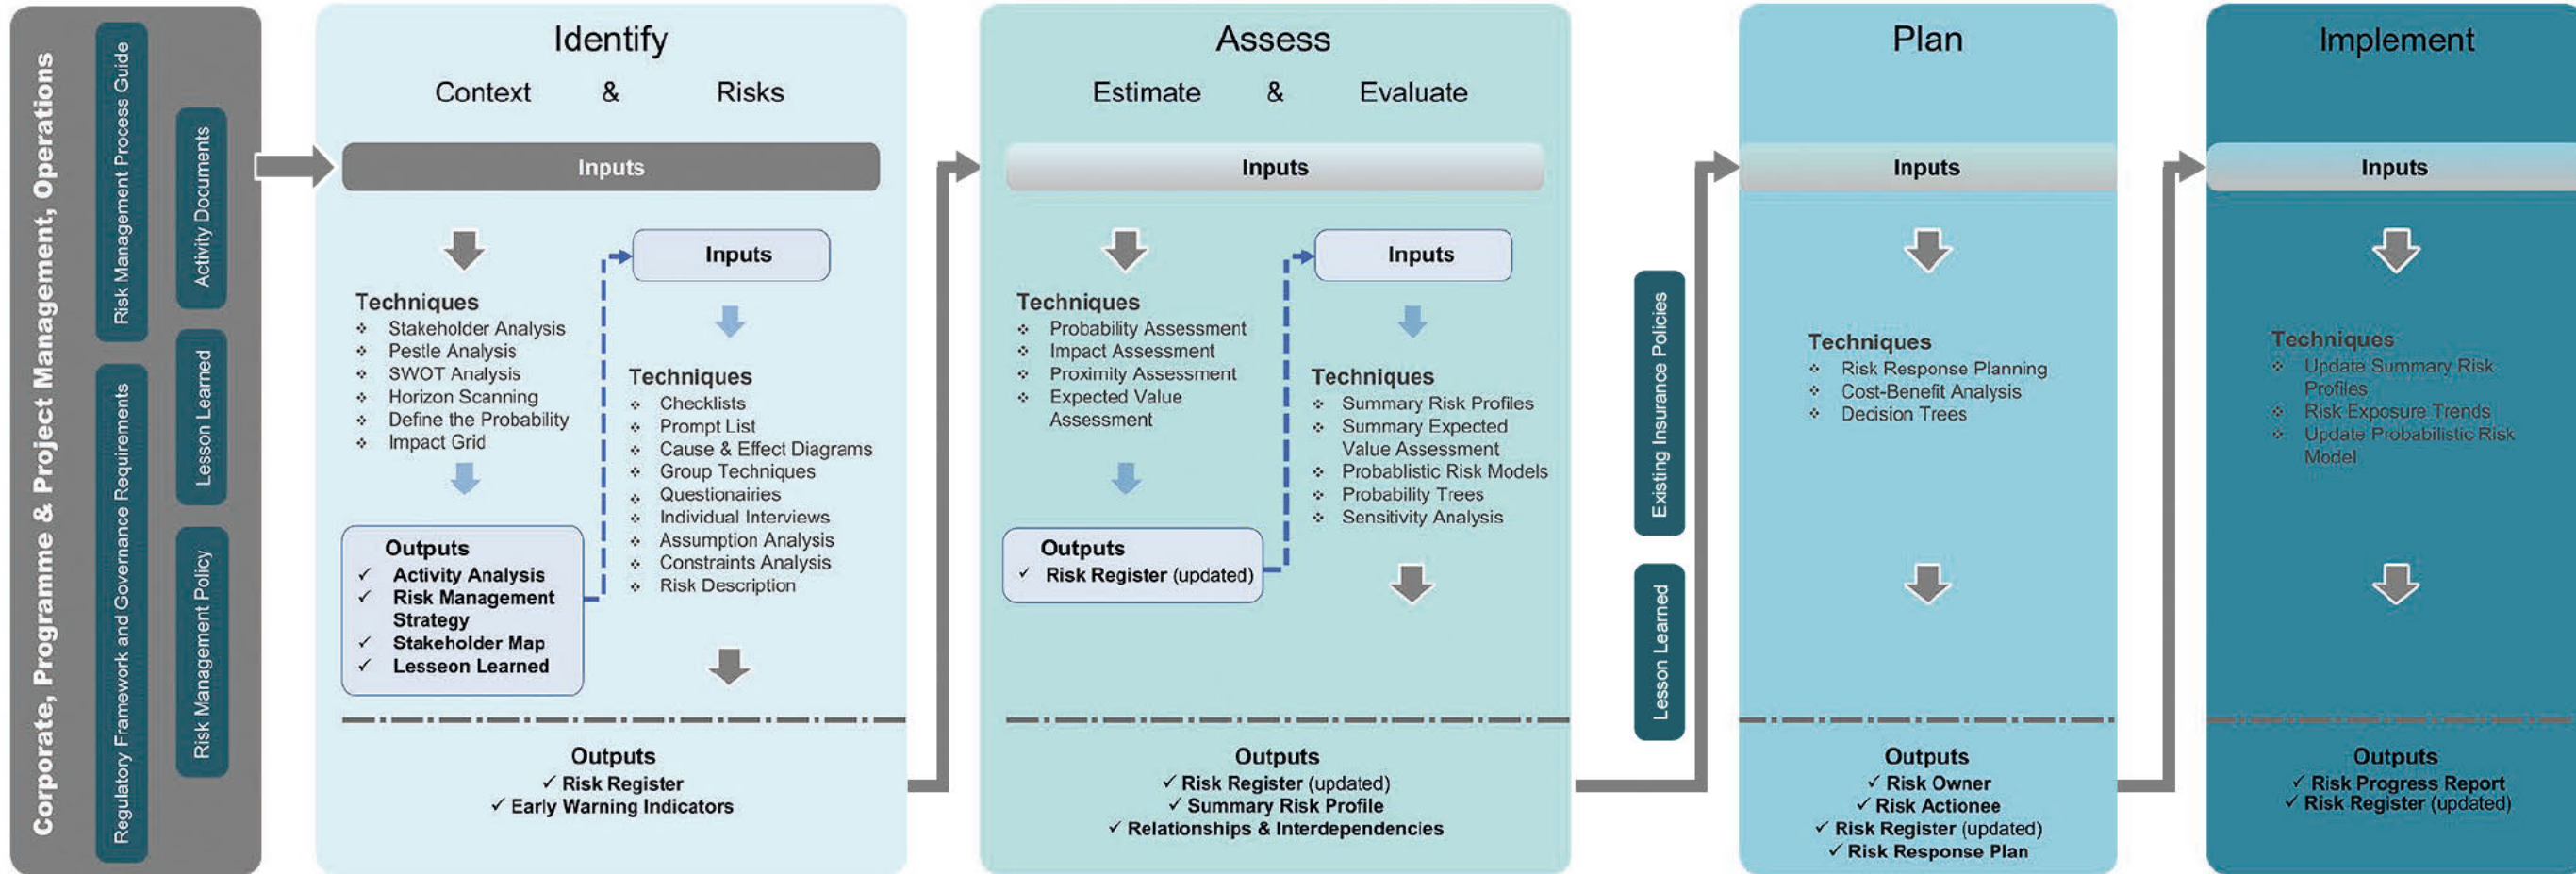 Corporate, Programme & Project Management, Operations
Risk Management Process Guide
Regulatory Framework and Governance Requirements
Activity Documents
Lesson Learned
Risk Management Policy
Identify
Context & Risks
Inputs
Techniques
Stakeholder Analysis
Pestle Analysis
SWOT Analysis
Horizon Scanning
Define the Probability
Impact Grid
Outputs
✓ Activity Analysis
✓ Risk Management
Strategy
✓ Stakeholder Map
✓ Lesseon Learned
Inputs
Techniques
Checklists
Prompt List
Cause & Effect Diagrams
Group Techniques
Questionairies
Individual Interviews
Assumption Analysis
Constraints Analysis
Risk Description
Outputs
✓ Risk Register
✓ Early Warning Indicators
Assess
Estimate & Evaluate
Inputs
Techniques
Probability Assessment
Impact Assessment
Proximity Assessment
Expected Value
Assessment
Outputs
✓ Risk Register (updated)
Inputs
Techniques
Summary Risk Profiles
Summary Expected
Value Assessment
Probablistic Risk Models
Probability Trees
Sensitivity Analysis
Outputs
✓ Risk Register (updated)
✓ Summary Risk Profile
✓ Relationships & Interdependencies
Existing Insurance Policies
Lesson Learned
Plan
Inputs
Techniques
Risk Response Planning
Cost-Benefit Analysis
Decision Trees
Outputs
✓ Risk Owner
✓ Risk Actionee
✓ Risk Register (updated)
✓ Risk Response Plan
Implement
Inputs
Techniques
Update Summary Risk
Profiles
Risk Exposure Trends
Update Probabilistic Risk
Model
Outputs
✓ Risk Progress Report
✓ Risk Register (updated)